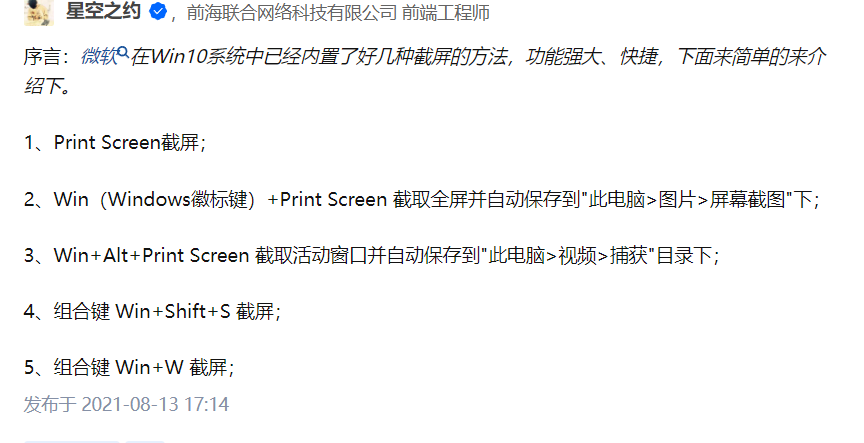 星空之约 ，前海联合网络科技有限公司 前端工程师
序言：微软在Win10系统中已经内置了好几种截屏的方法，功能强大、快捷，下面来简单的来介
绍下。
1、Print Screen截屏；
2、Win（Windows徽标键）+Print Screen 截取全屏并自动保存到"此电脑>图片>屏幕截图"下；
3、Win+Alt+Print Screen 截取活动窗口并自动保存到"此电脑>视频>捕获"目录下；
4、组合键 Win+Shift+S 截屏；
5、组合键 Win+W 截屏；
发布于 2021-08-13 17:14